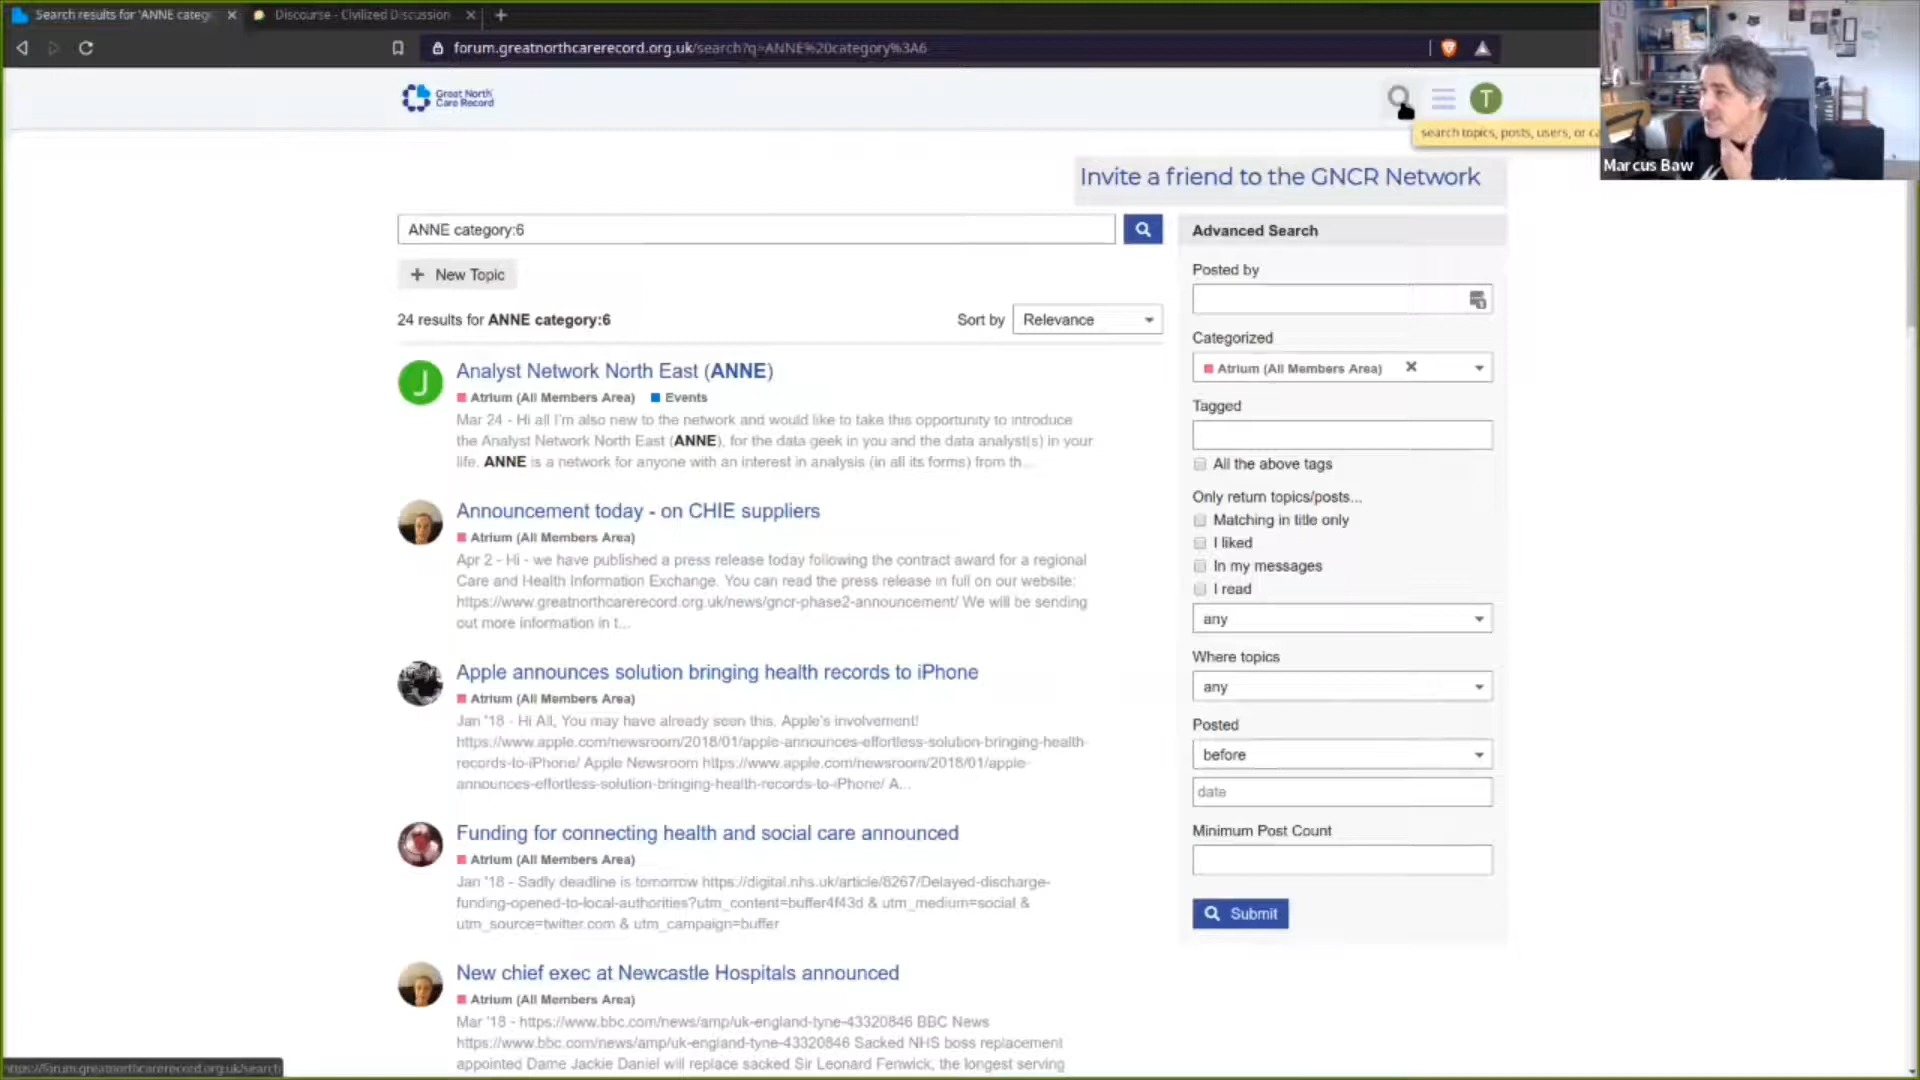 Search results for 'ANNE categ
Discourse - Civilized Discussion
forum.greatnorthcarerecord.org.uk/search?q=ANNE%20category%3A6
Great North
Care Record
T
search topics, posts, users, or ca
Marcus Baw
Invite a friend to the GNCR Network
ANNE category:6
+ New Topic
24 results for ANNE category:6
Sort by
Relevance
J
Analyst Network North East (ANNE)
Atrium (All Members Area) Events
Mar 24 - Hi all I'm also new to the network and would like to take this opportunity to introduce
the Analyst Network North East (ANNE), for the data geek in you and the data analyst(s) in your
life. ANNE is a network for anyone with an interest in analysis (in all its forms) from th...
Announcement today - on CHIE suppliers
Atrium (All Members Area)
Apr 2 - Hi - we have published a press release today following the contract award for a regional
Care and Health Information Exchange. You can read the press release in full on our website:
https://www.greatnorthcarerecord.org.uk/news/gncr-phase2-announcement/ We will be sending
out more information in t...
Apple announces solution bringing health records to iPhone
Atrium (All Members Area)
Jan '18 - Hi All, You may have already seen this. Apple's involvement!
https://www.apple.com/newsroom/2018/01/apple-announces-effortless-solution-bringing-health-
records-to-iPhone/ Apple Newsroom https://www.apple.com/newsroom/2018/01/apple-
announces-effortless-solution-bringing-health-records-to-iPhone/ A...
Funding for connecting health and social care announced
Atrium (All Members Area)
Jan '18 - Sadly deadline is tomorrow https://digital.nhs.uk/article/8267/Delayed-discharge-
funding-opened-to-local-authorities?utm_content=buffer4f43d & utm_medium=social &
utm_source=twitter.com & utm_campaign=buffer
New chief exec at Newcastle Hospitals announced
Atrium (All Members Area)
Mar '18 - https://www.bbc.com/news/amp/uk-england-tyne-43320846 BBC News
https://www.bbc.com/news/amp/uk-england-tyne-43320846 Sacked NHS boss replacement
appointed Dame Jackie Daniel will replace sacked Sir Leonard Fenwick, the longest serving
Advanced Search
Posted by
Categorized
Atrium (All Members Area)
Tagged
All the above tags
Only return topics/posts...
Matching in title only
I liked
In my messages
I read
any
Where topics
any
Posted
before
date
Minimum Post Count
Submit
https://forum.greatnorthcarerecord.org.uk/search